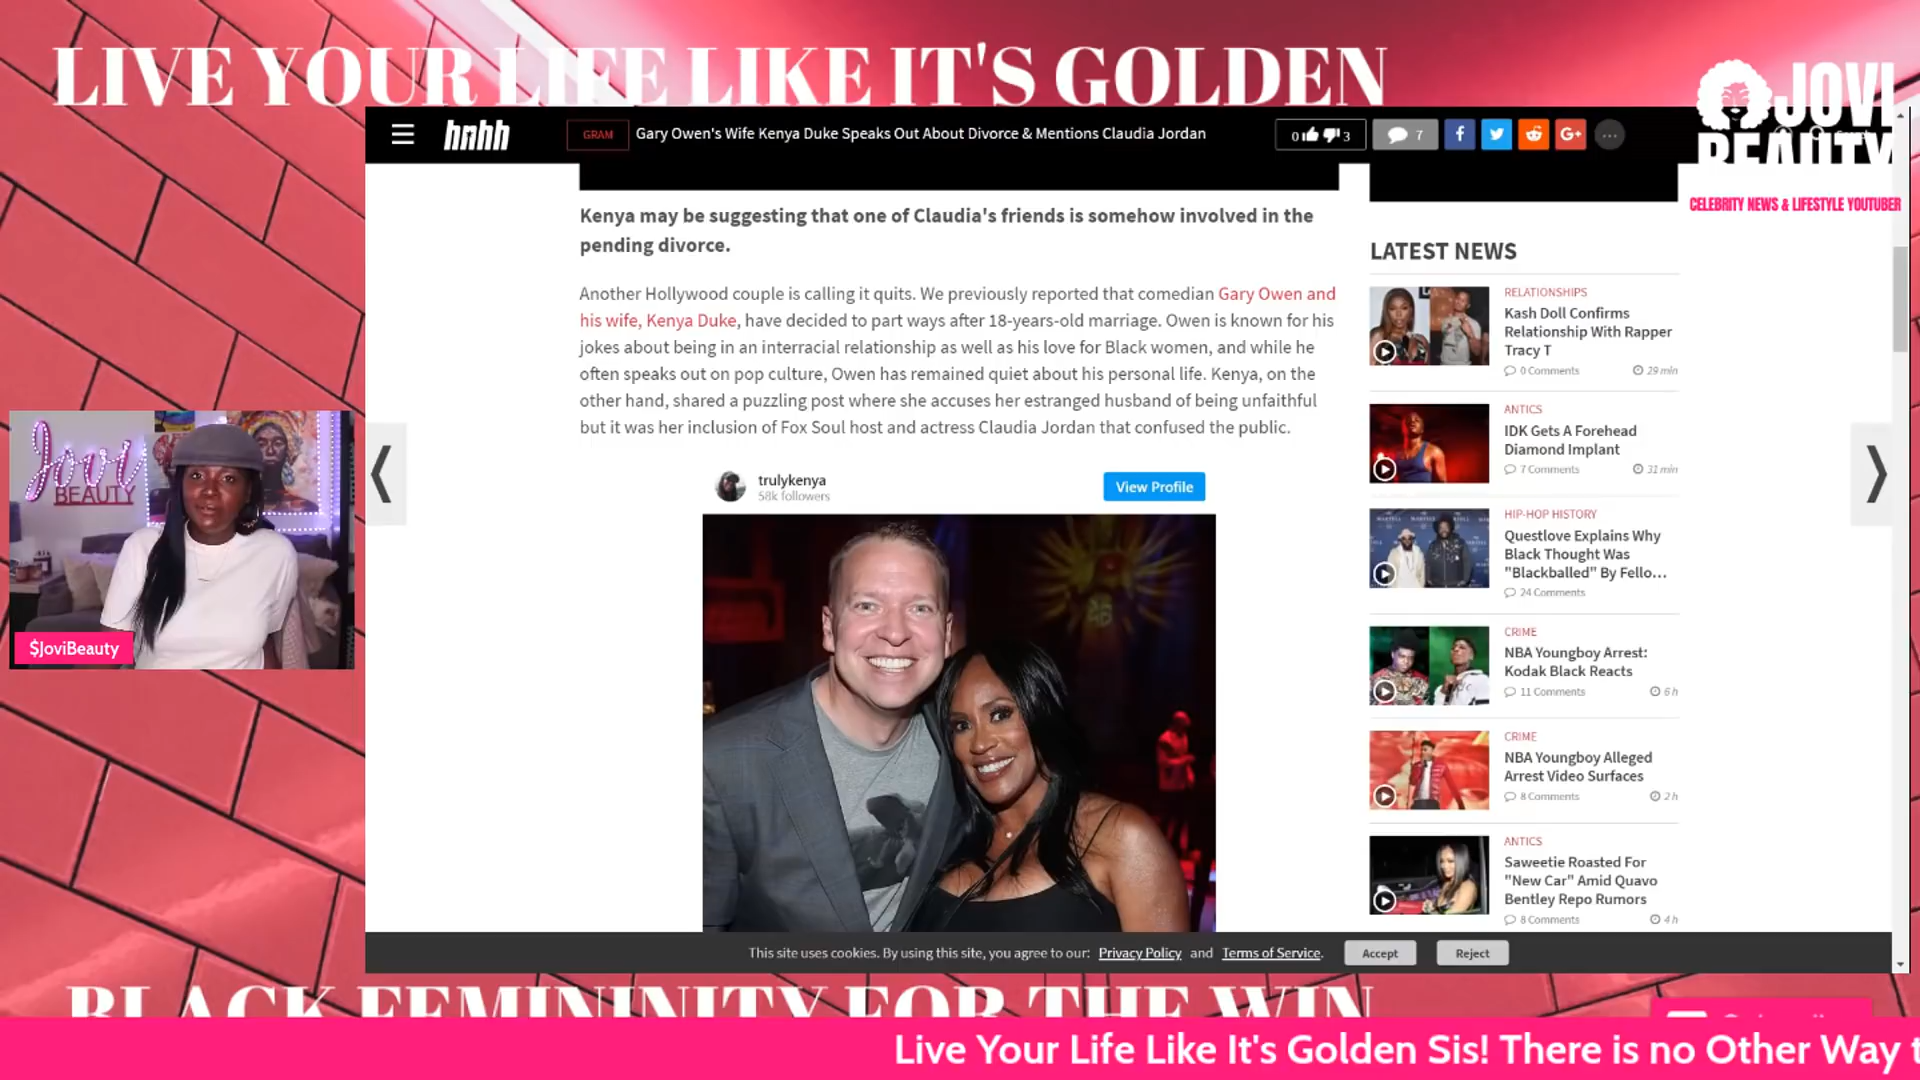 LIVE YOUR LIFE LIKE IT'S GOLDEN
JOVI
BEAUTY
CELEBRITY NEWS & LIFESTYLE YOUTUBER
hnhh
GRAM
Gary Owen's Wife Kenya Duke Speaks Out About Divorce & Mentions Claudia Jordan
0
3
7
G+
Kenya may be suggesting that one of Claudia's friends is somehow involved in the
pending divorce.
Another Hollywood couple is calling it quits. We previously reported that comedian Gary Owen and
his wife, Kenya Duke, have decided to part ways after 18-years-old marriage. Owen is known for his
jokes about being in an interracial relationship as well as his love for Black women, and while he
often speaks out on pop culture, Owen has remained quiet about his personal life. Kenya, on the
other hand, shared a puzzling post where she accuses her estranged husband of being unfaithful
but it was her inclusion of Fox Soul host and actress Claudia Jordan that confused the public.
trulykenya
58k followers
View Profile
LATEST NEWS
RELATIONSHIPS
Kash Doll Confirms
Relationship With Rapper
Tracy T
0 Comments
29 min
ANTICS
IDK Gets A Forehead
Diamond Implant
7 Comments
31 min
HIP-HOP HISTORY
Questlove Explains Why
Black Thought Was
"Blackballed" By Fello...
24 Comments
CRIME
NBA Youngboy Arrest:
Kodak Black Reacts
11 Comments
6 h
CRIME
NBA Youngboy Alleged
Arrest Video Surfaces
8 Comments
2 h
ANTICS
Saweetie Roasted For
"New Car" Amid Quavo
Bentley Repo Rumors
8 Comments
4 h
Jovi
BEAUTY
$JoviBeauty
This site uses cookies. By using this site, you agree to our: Privacy Policy and Terms of Service.
Accept
Reject
BLACK FEMININITY FOR THE WIN
Live Your Life Like It's Golden Sis! There is no Other Way t